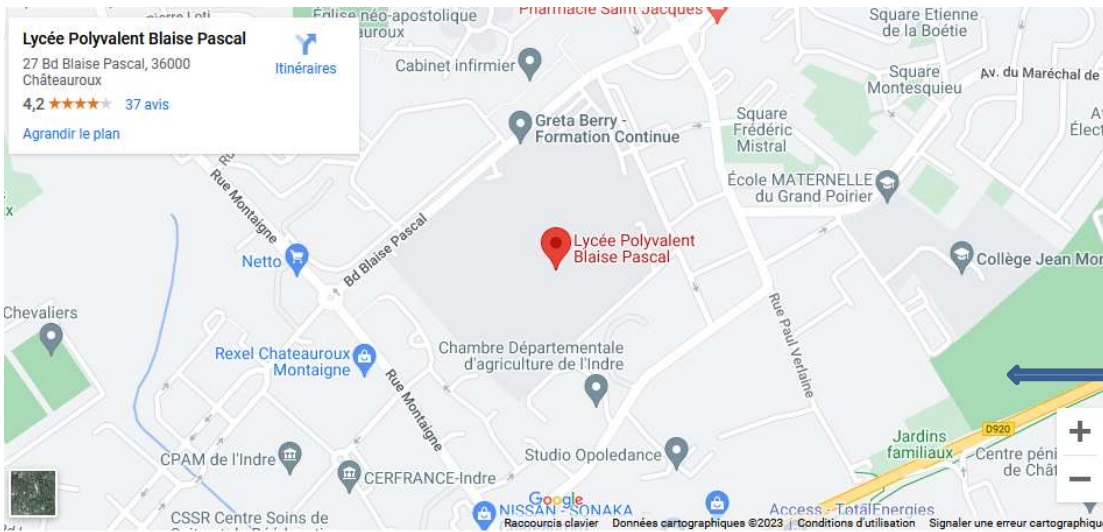 Lycée Polyvalent Blaise Pascal
27 Bd Blaise Pascal, 36000
Châteauroux
4,2
37 avis
Agrandir le plan
Itinéraires
Pierre Loti
Église néo-apostolique
Pharmacie Saint Jacques
Cabinet infirmier
Square Etienne
de la Boétie
Square
Montesquieu
Av. du Maréchal de
Greta Berry -
Formation Continue
Square
Frédéric
Mistral
École MATERNELLE
du Grand Poirier
Rue Montaigne
Bd Blaise Pascal
Netto
Lycée Polyvalent
Blaise Pascal
Collège Jean Mor
Chevaliers
Rue Paul Verlaine
Rexel Chateauroux
Montaigne
Chambre Départementale
d'agriculture de l'Indre
Rue Montaigne
D920
Jardins
familiaux
Centre péni
de Chât
CPAM de l'Indre
CERFRANCE-Indre
Studio Opoledance
CSSR Centre Soins de
Google
NISSAN - SONAKA
Access - TotalEnergies
+
−
Raccourcis clavier Données cartographiques ©2023 Conditions d'utilisation Signaler une erreur cartographique